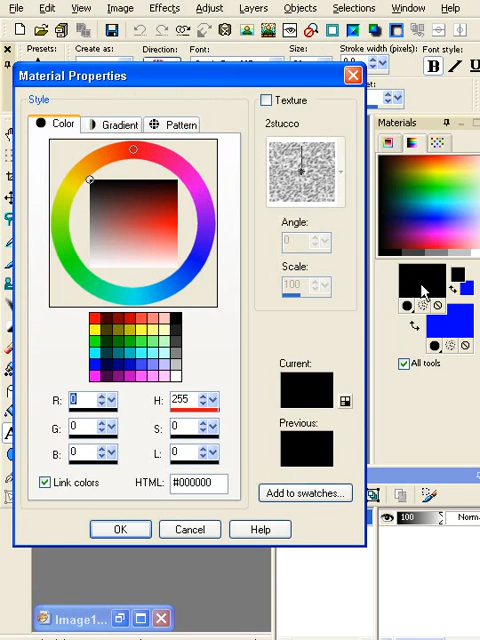 File Edit View Image Effects Adjust Layers Objects Selections Window Help
Presets: Create as: Direction: Font: Stroke width (pixels): Font style:
B I U
Material Properties
Style
Color Gradient Pattern
Texture
2stucco
Angle:
0
Scale:
100
Materials
All tools
R: 0 H: 255
G: 0 S: 0
B: 0 L: 0
Link colors HTML: #000000
Current:
Previous:
Add to swatches...
OK Cancel Help
100 Norm
Image1...